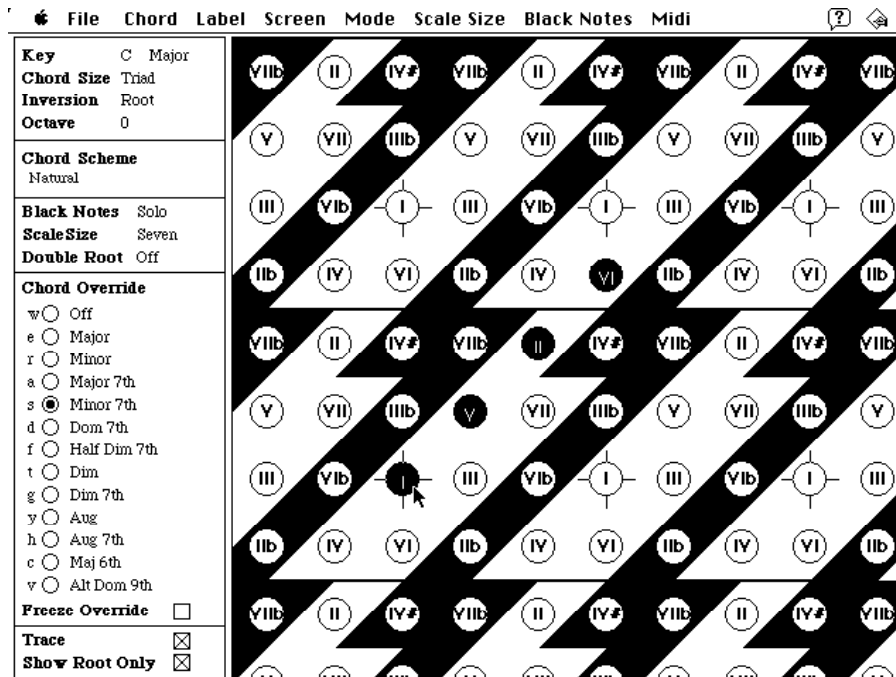 File Chord Label Screen Mode Scale Size Black Notes Midi ?
Key C Major
Chord Size Triad
Inversion Root
Octave 0
Chord Scheme
Natural
Black Notes Solo
ScaleSize Seven
Double Root Off
Chord Override
w Off
e Major
r Minor
a Major 7th
s Minor 7th
d Dom 7th
f Half Dim 7th
t Dim
g Dim 7th
y Aug
h Aug 7th
c Maj 6th
v Alt Dom 9th
Freeze Override
Trace
Show Root Only
VIIb II IV# VIIb II IV# VIIb II IV# VIIb
V VII IIIb V VII IIIb V VII IIIb V
III VIb I III VIb I III VIb I III
IIb IV VI IIb IV VI IIb IV VI IIb
VIIb II IV# VIIb II IV# VIIb II IV# VIIb
V VII IIIb V VII IIIb V VII IIIb V
III VIb I III VIb I III VIb I III
IIb IV VI IIb IV VI IIb IV VI IIb
VIIb II IV# VIIb II IV# VIIb II IV# VIIb